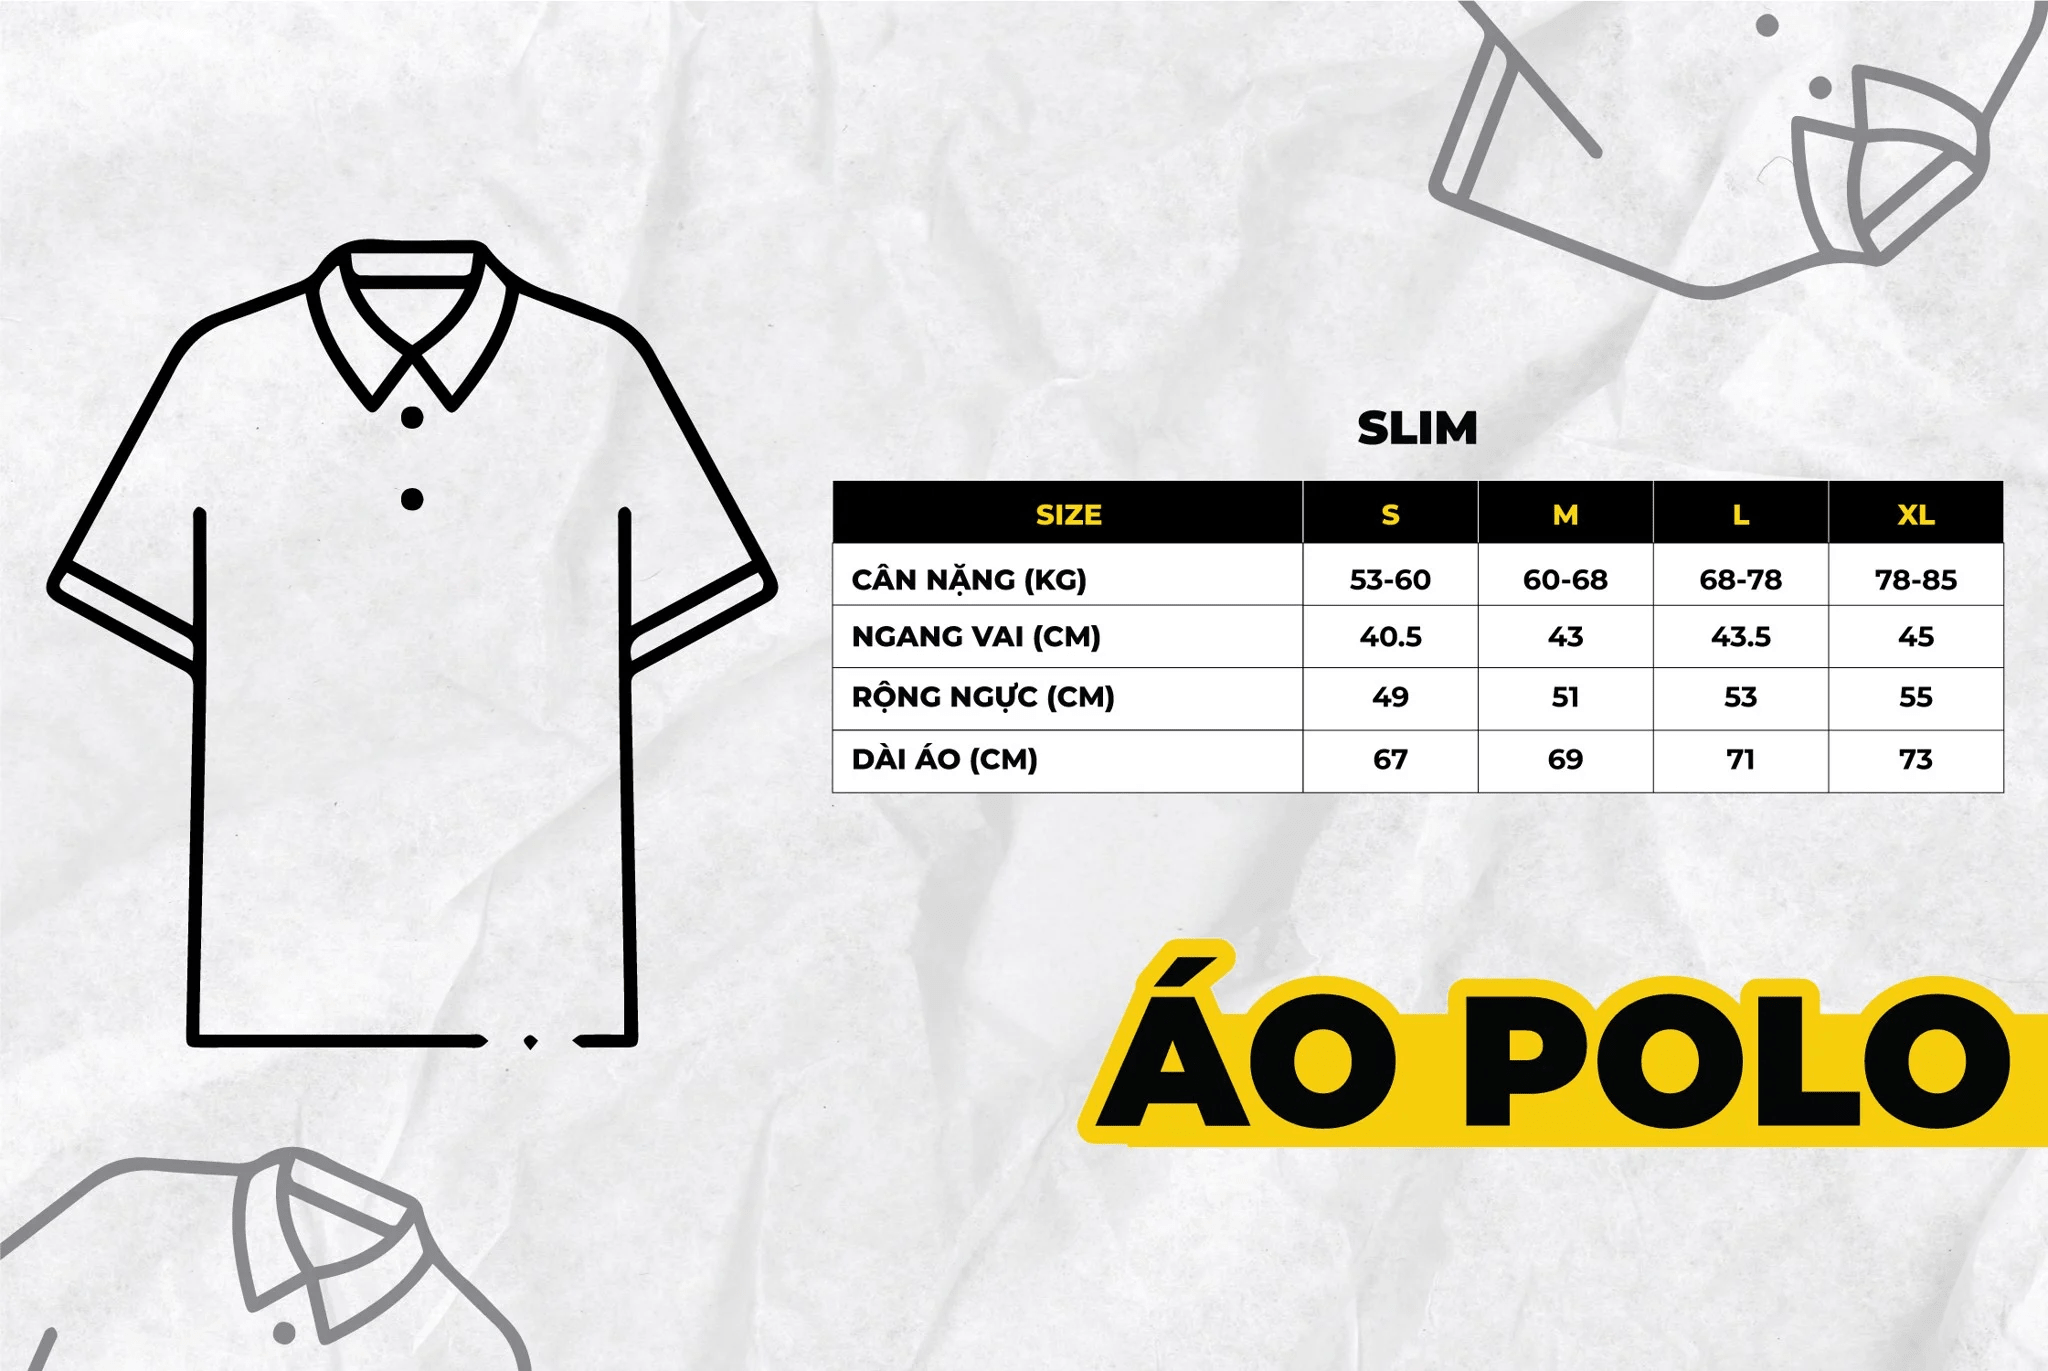 SLIM
SIZE S M L XL
CÂN NẶNG (KG) 53-60 60-68 68-78 78-85
NGANG VAI (CM) 40.5 43 43.5 45
RỘNG NGỰC (CM) 49 51 53 55
DÀI ÁO (CM) 67 69 71 73
ÁO POLO